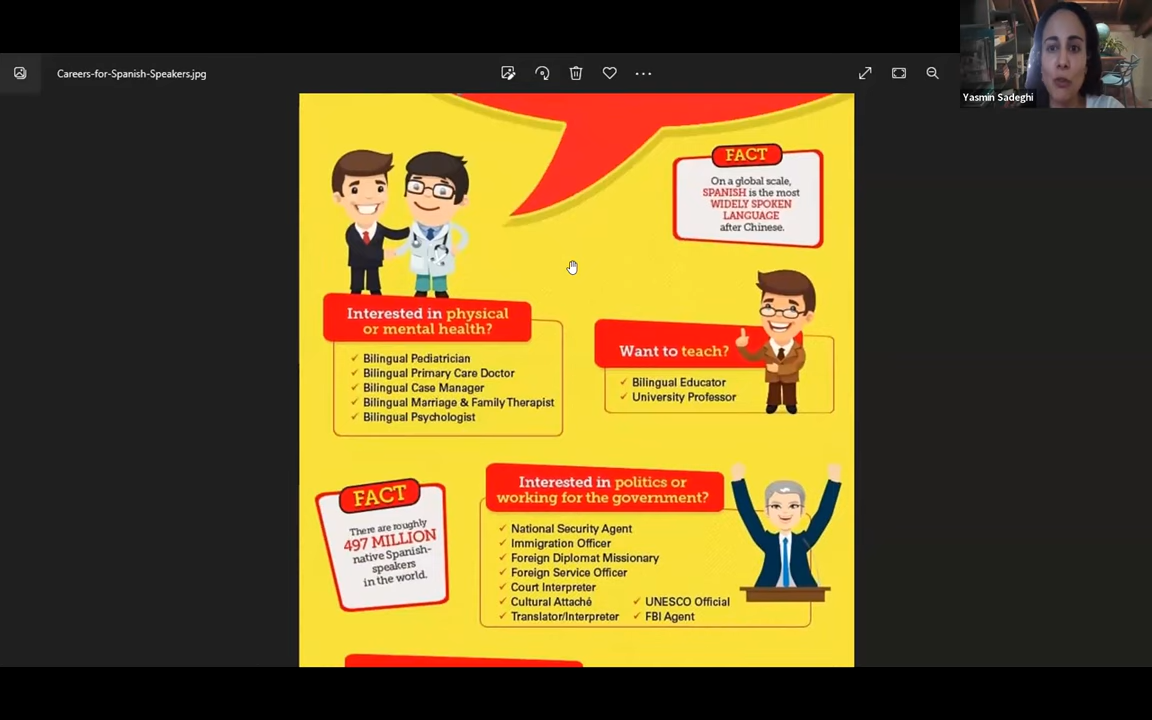 Careers-for-Spanish-Speakers.jpg
Yasmin Sadeghi
FACT
On a global scale,
SPANISH is the most
WIDELY SPOKEN
LANGUAGE
after Chinese.
Interested in physical
or mental health?
✓ Bilingual Pediatrician
✓ Bilingual Primary Care Doctor
✓ Bilingual Case Manager
✓ Bilingual Marriage & Family Therapist
✓ Bilingual Psychologist
Want to teach?
✓ Bilingual Educator
✓ University Professor
FACT
There are roughly
497 MILLION
native Spanish-
speakers
in the world.
Interested in politics or
working for the government?
✓ National Security Agent
✓ Immigration Officer
✓ Foreign Diplomat Missionary
✓ Foreign Service Officer
✓ Court Interpreter
✓ Cultural Attaché ✓ UNESCO Official
✓ Translator/Interpreter ✓ FBI Agent